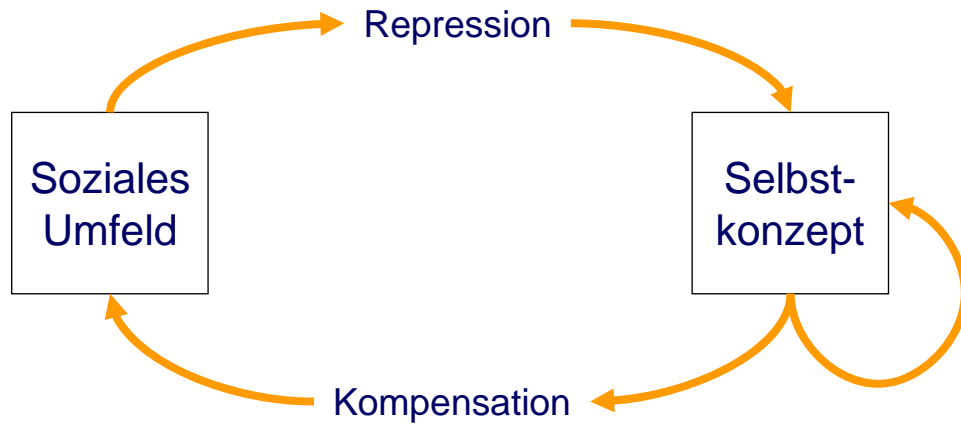 Repression
Soziales
Umfeld
Selbst-
konzept
Kompensation